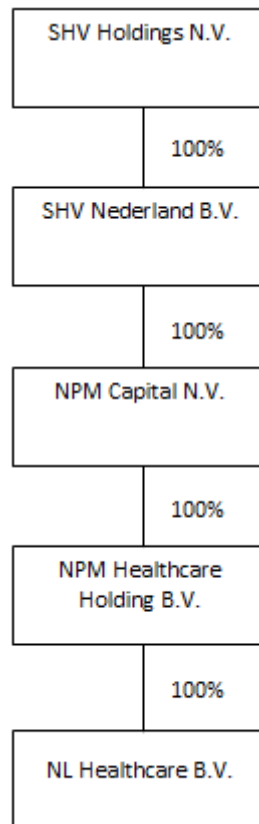 SHV Holdings N.V.
100%
SHV Nederland B.V.
100%
NPM Capital N.V.
100%
NPM Healthcare
Holding B.V.
100%
NL Healthcare B.V.